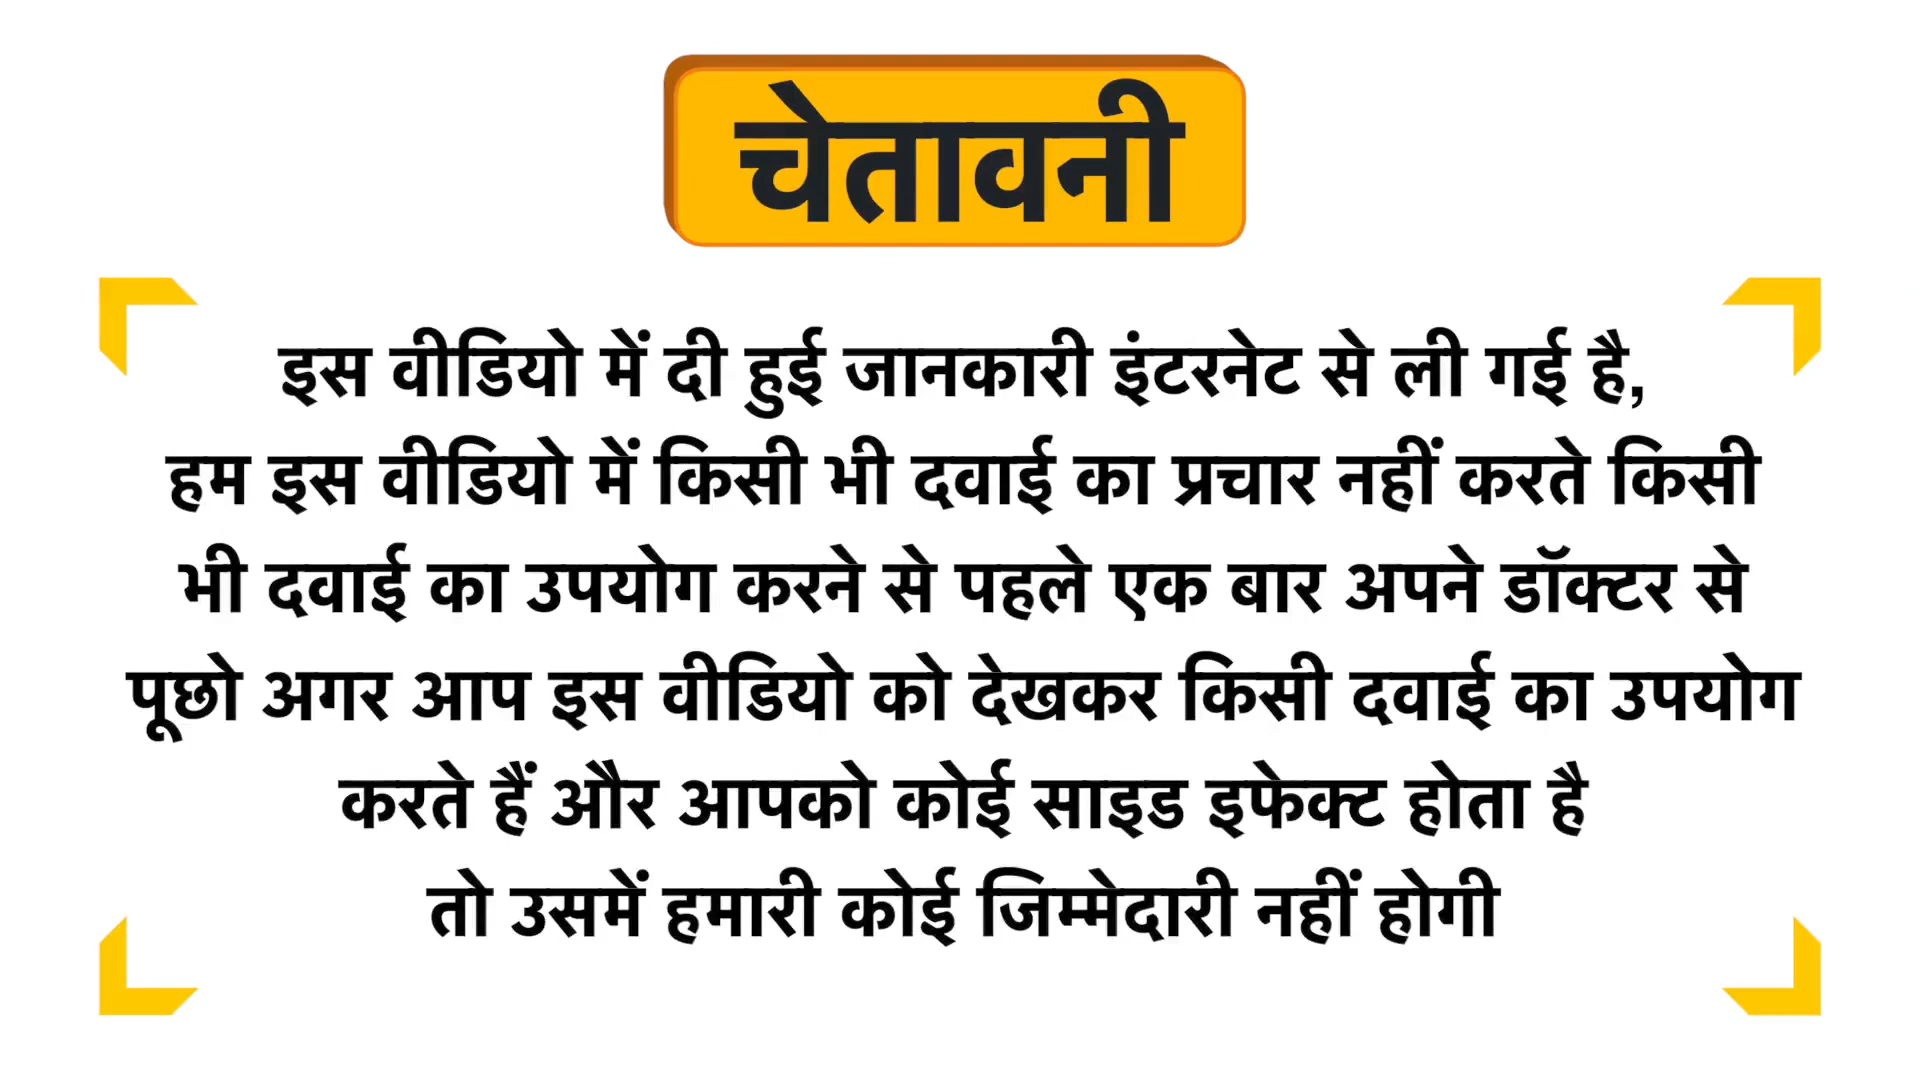 चेतावनी
इस वीडियो में दी हुई जानकारी इंटरनेट से ली गई है,
हम इस वीडियो में किसी भी दवाई का प्रचार नहीं करते किसी
भी दवाई का उपयोग करने से पहले एक बार अपने डॉक्टर से
पूछो अगर आप इस वीडियो को देखकर किसी दवाई का उपयोग
करते हैं और आपको कोई साइड इफेक्ट होता है
तो उसमें हमारी कोई जिम्मेदारी नहीं होगी